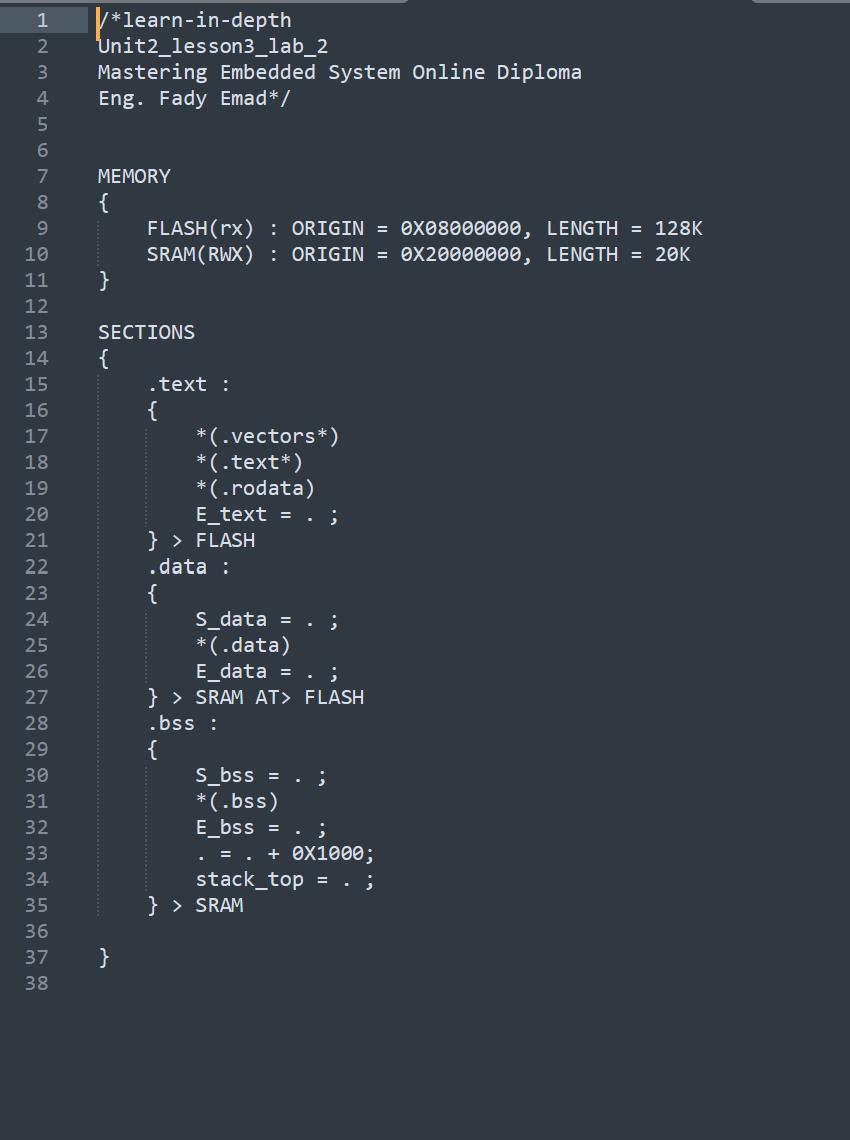 1 /*learn-in-depth
2 Unit2_lesson3_lab_2
3 Mastering Embedded System Online Diploma
4 Eng. Fady Emad*/
5
6
7 MEMORY
8 {
9 FLASH(rx) : ORIGIN = 0X08000000, LENGTH = 128K
10 SRAM(RWX) : ORIGIN = 0X20000000, LENGTH = 20K
11 }
12
13 SECTIONS
14 {
15 .text :
16 {
17 *(.vectors*)
18 *(.text*)
19 *(.rodata)
20 E_text = . ;
21 } > FLASH
22 .data :
23 {
24 S_data = . ;
25 *(.data)
26 E_data = . ;
27 } > SRAM AT> FLASH
28 .bss :
29 {
30 S_bss = . ;
31 *(.bss)
32 E_bss = . ;
33 . = . + 0X1000;
34 stack_top = . ;
35 } > SRAM
36
37 }
38